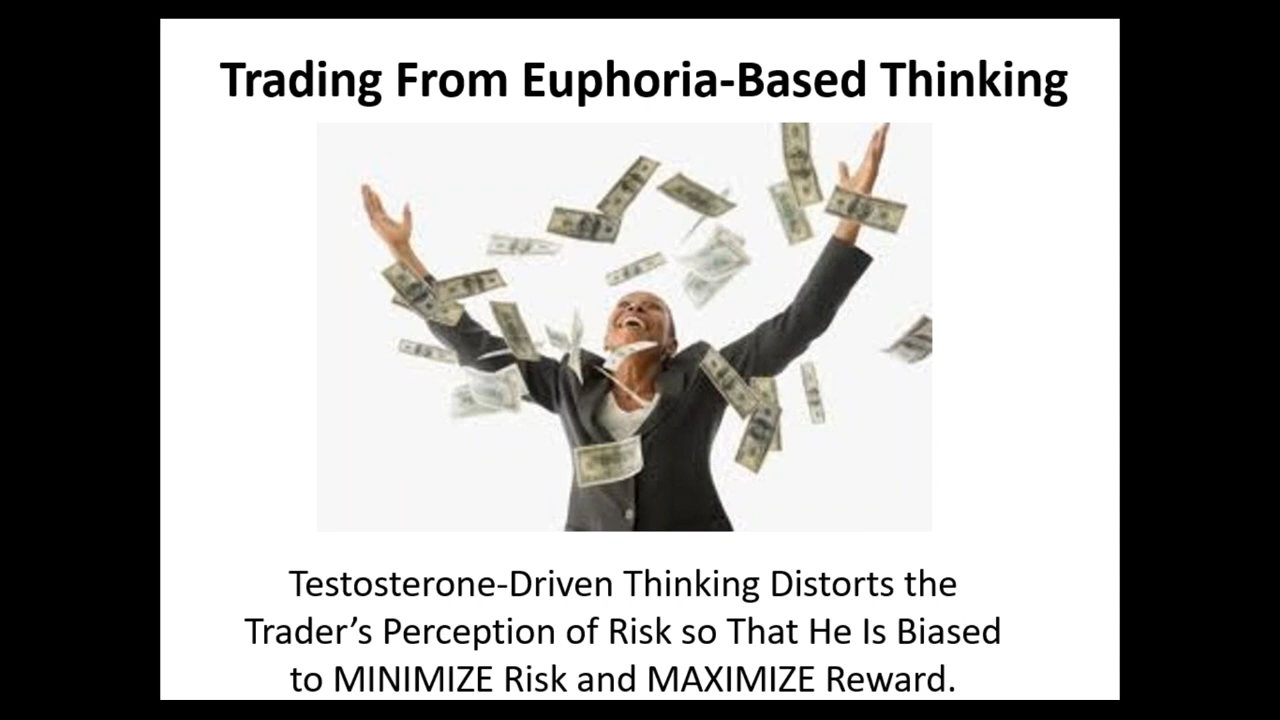 Trading From Euphoria-Based Thinking
Testosterone-Driven Thinking Distorts the
Trader’s Perception of Risk so That He Is Biased
to MINIMIZE Risk and MAXIMIZE Reward.